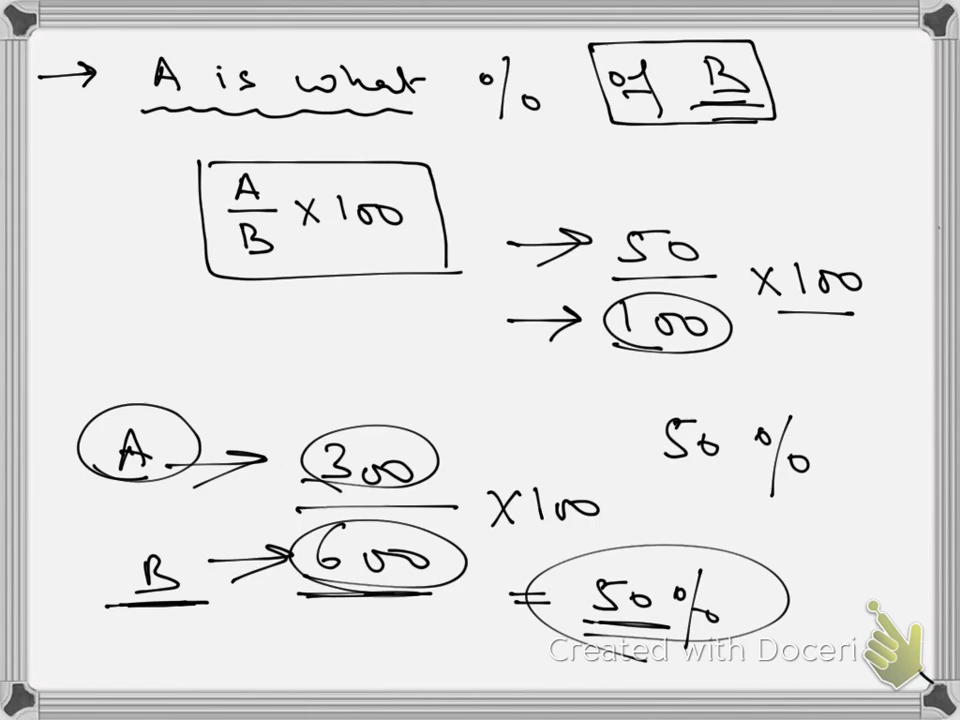 → A is what % of B
A/B × 100
→ 50
→ 100 × 100
50 %
A → 300
B → 600 × 100
= 50 %
Created with Doceri